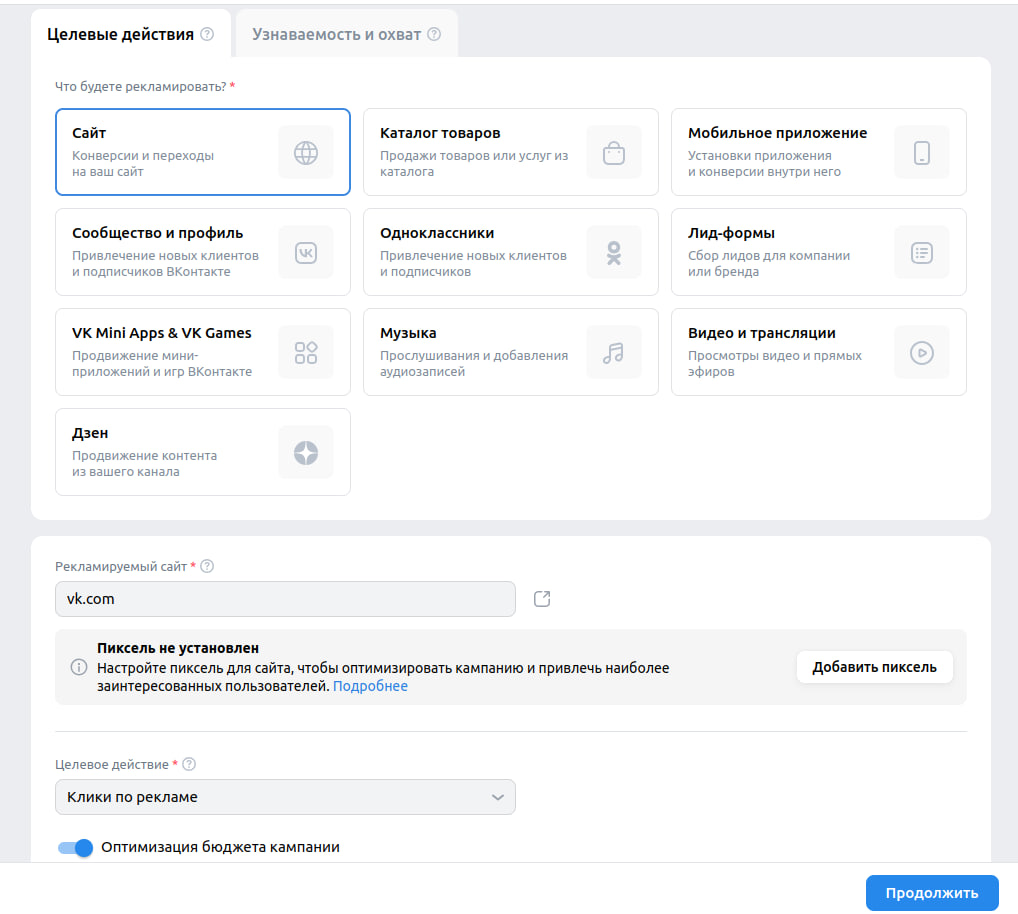 Целевые действия
Узнаваемость и охват
Что будете рекламировать? *
Сайт
Конверсии и переходы
на ваш сайт
Каталог товаров
Продажи товаров или услуг из
каталога
Мобильное приложение
Установки приложения
и конверсии внутри него
Сообщество и профиль
Привлечение новых клиентов
и подписчиков ВКонтакте
Одноклассники
Привлечение новых клиентов
и подписчиков
Лид-формы
Сбор лидов для компании
или бренда
VK Mini Apps & VK Games
Продвижение мини-
приложений и игр ВКонтакте
Музыка
Прослушивания и добавления
аудиозаписей
Видео и трансляции
Просмотры видео и прямых
эфиров
Дзен
Продвижение контента
из вашего канала
Рекламируемый сайт *
vk.com
Пиксель не установлен
Настройте пиксель для сайта, чтобы оптимизировать кампанию и привлечь наиболее
заинтересованных пользователей. Подробнее
Добавить пиксель
Целевое действие *
Клики по рекламе
Оптимизация бюджета кампании
Продолжить